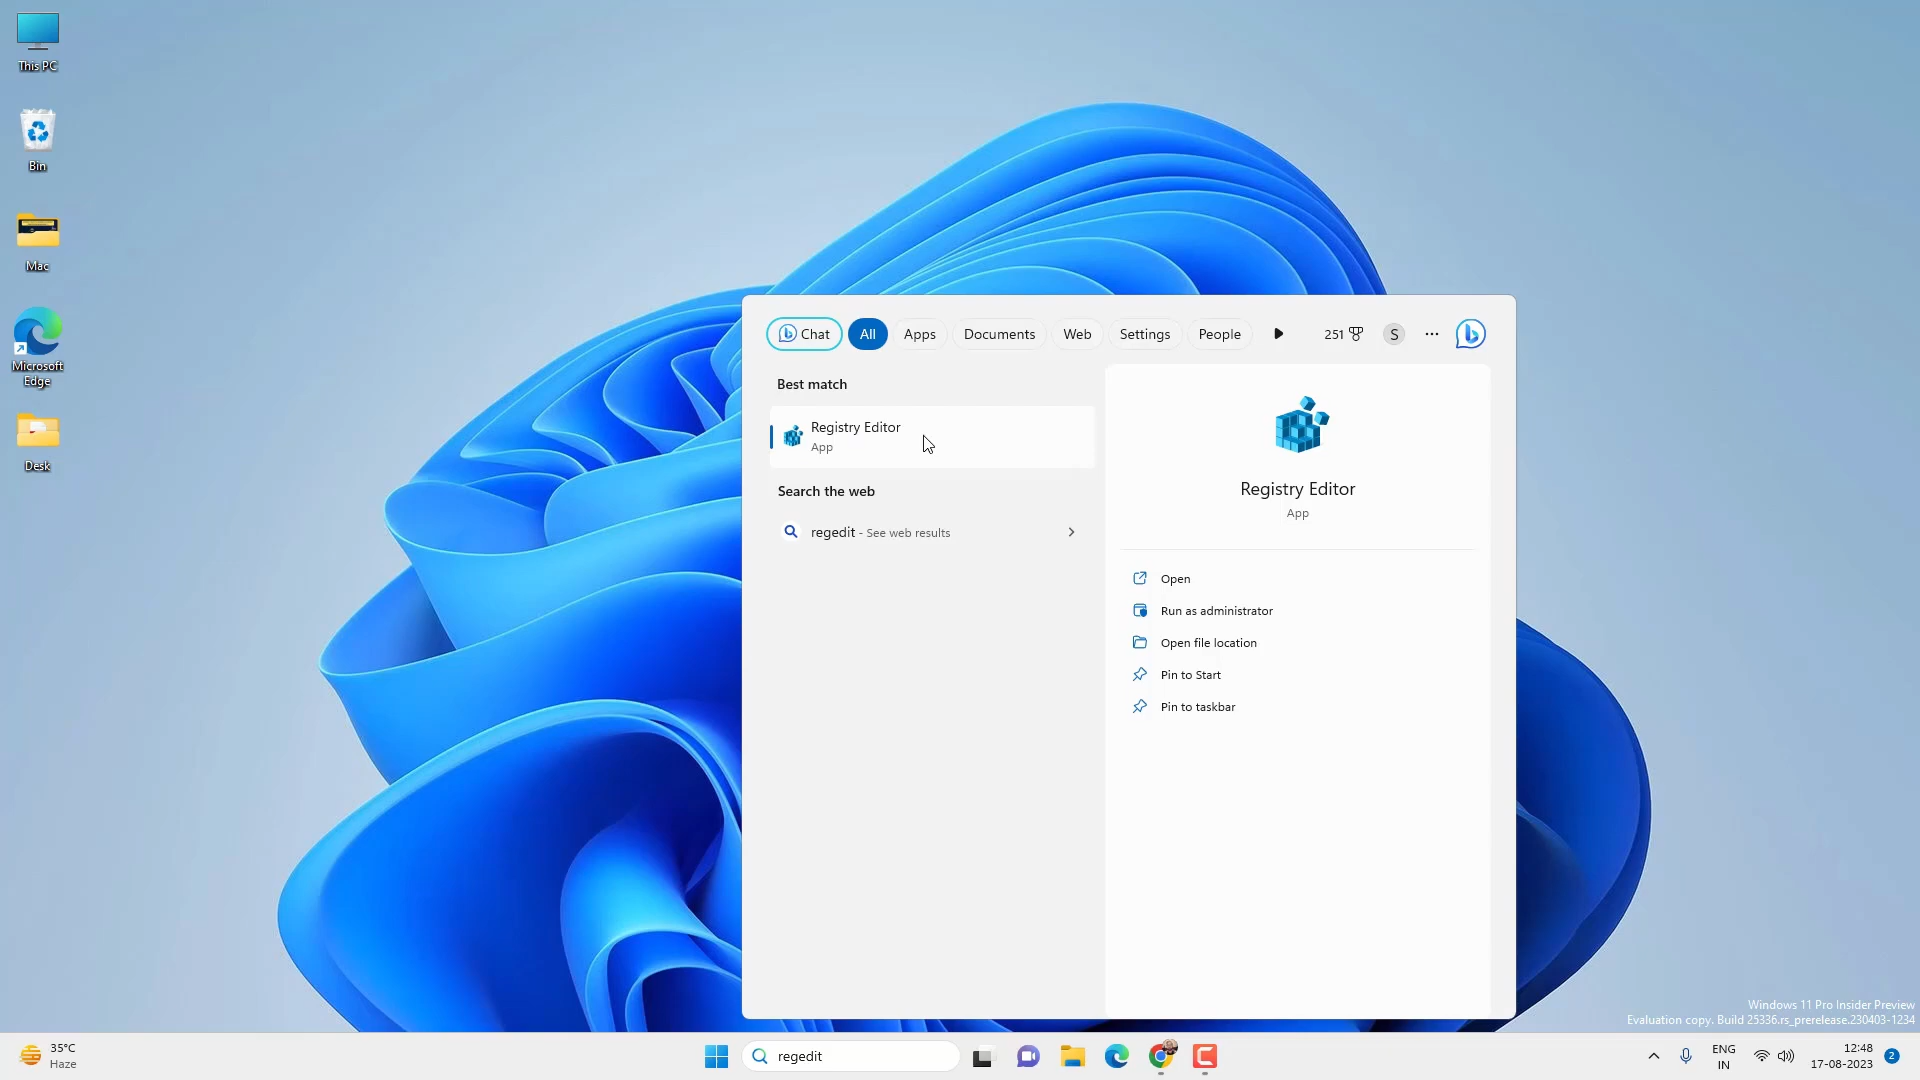 This PC
Bin
Mac
Microsoft
Edge
Desk
Chat
All
Apps
Documents
Web
Settings
People
251
S
Best match
Registry Editor
App
Search the web
regedit - See web results
Registry Editor
App
Open
Run as administrator
Open file location
Pin to Start
Pin to taskbar
Windows 11 Pro Insider Preview
Evaluation copy. Build 25336.rs_prerelease.230403-1234
35°C
Haze
regedit
ENG
IN
12:48
17-08-2023
2